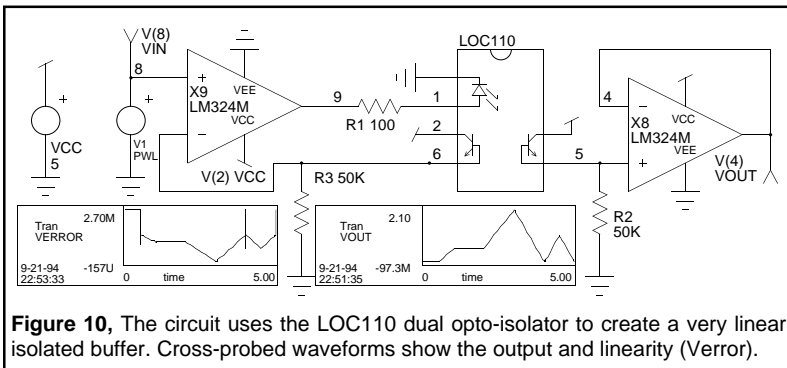 V(8)
VIN
8
X9
LM324M
VEE
VCC
+
-
V(2) VCC
9
R1 100
LOC110
1
2
6
5
4
X8
LM324M
VCC
VEE
-
+
V(4)
VOUT
+
VCC
5
+
V1
PWL
R3 50K
R2
50K
Tran
VERROR
2.70M
9-21-94
22:53:33
-157U
0 time 5.00
Tran
VOUT
2.10
9-21-94
22:51:35
-97.3M
0 time 5.00
Figure 10, The circuit uses the LOC110 dual opto-isolator to create a very linear
isolated buffer. Cross-probed waveforms show the output and linearity (Verror).